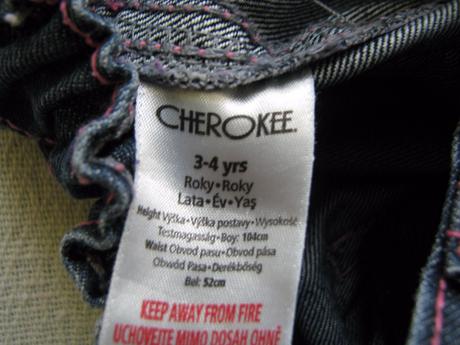 CHEROKEE.
3-4 yrs
Roky•Roky
Lata•Év•Yaş
Height Výška•Výška postavy•Wysokość
Testmagasság•Boy: 104cm
Waist Obvod pasu•Obvod pása
Obwód Pasa•Derékbőség
Bel: 52cm
KEEP AWAY FROM FIRE
UCHOVEJTE MIMO DOSAH OHNĚ